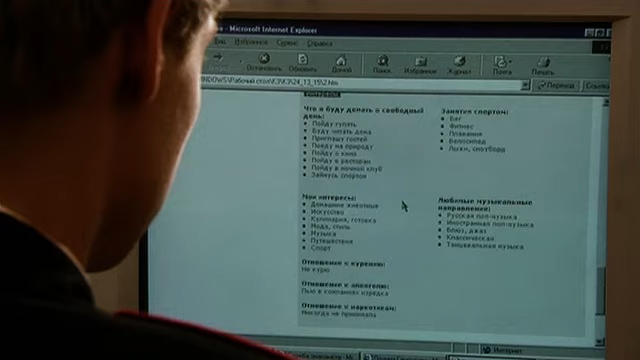 - Microsoft Internet Explorer
Вид Избранное Сервис Справка
Остановить Обновить Домой Поиск Избранное Журнал Почта Печать
Переход Ссылки
Интересы
Что я буду делать в свободный день:
Пойду гулять
Буду читать дома
Приглашу гостей
Поеду на природу
Пойду в кино
Пойду в ресторан
Пойду в ночной клуб
Займусь спортом
Занятия спортом:
Бег
Фитнес
Плавание
Велосипед
Лыжи, сноуборд
Мои интересы:
Домашние животные
Искусство
Кулинария, готовка
Мода, стиль
Музыка
Путешествия
Спорт
Любимые музыкальные
направления:
Русская поп-музыка
Иностранная поп-музыка
Блюз, джаз
Классическая
Танцевальная музыка
Отношение к курению:
Не курю
Отношение к алкоголю:
Пью в компаниях изредка
Отношение к наркотикам:
Никогда не принимала
Интернет